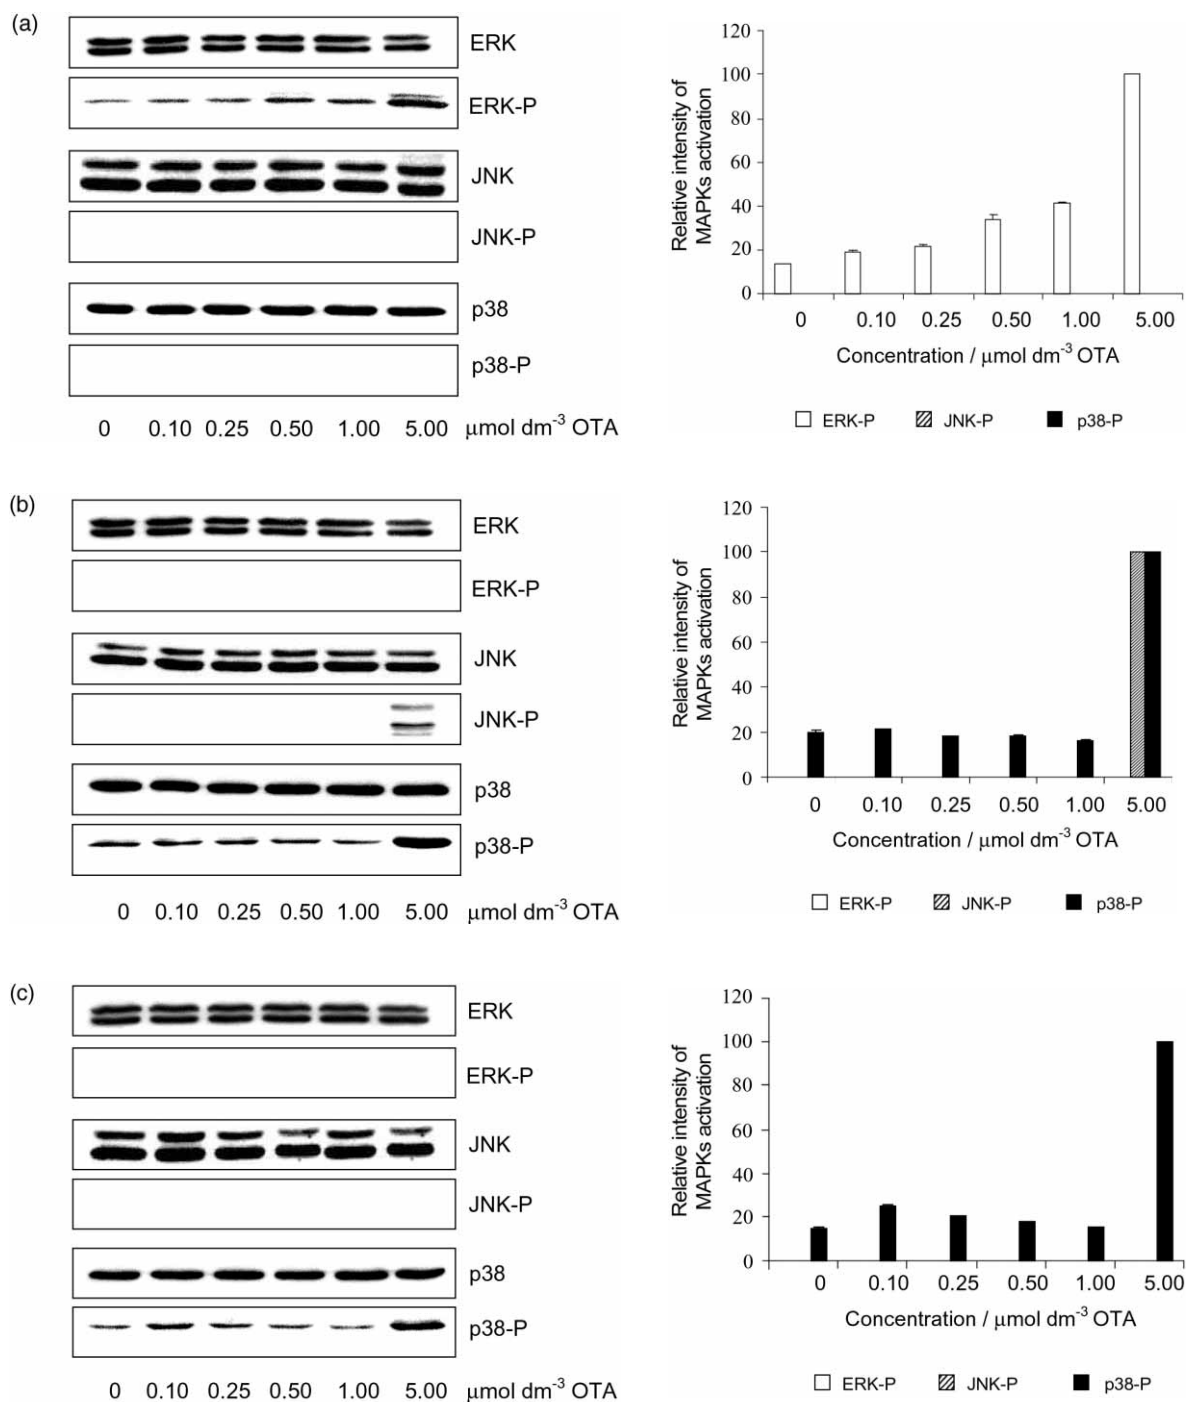 (a)
ERK
ERK-P
JNK
JNK-P
p38
p38-P
0 0.10 0.25 0.50 1.00 5.00 μmol dm⁻³ OTA
Relative intensity of
MAPKs activation
120
100
80
60
40
20
0
0 0.10 0.25 0.50 1.00 5.00
Concentration / μmol dm⁻³ OTA
ERK-P JNK-P p38-P
(b)
ERK
ERK-P
JNK
JNK-P
p38
p38-P
0 0.10 0.25 0.50 1.00 5.00 μmol dm⁻³ OTA
Relative intensity of
MAPKs activation
120
100
80
60
40
20
0
0 0.10 0.25 0.50 1.00 5.00
Concentration / μmol dm⁻³ OTA
ERK-P JNK-P p38-P
(c)
ERK
ERK-P
JNK
JNK-P
p38
p38-P
0 0.10 0.25 0.50 1.00 5.00 μmol dm⁻³ OTA
Relative intensity of
MAPKs activation
120
100
80
60
40
20
0
0 0.10 0.25 0.50 1.00 5.00
Concentration / μmol dm⁻³ OTA
ERK-P JNK-P p38-P